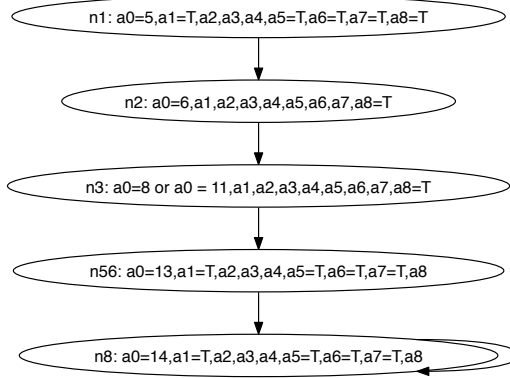 n1: a0=5,a1=T,a2,a3,a4,a5=T,a6=T,a7=T,a8=T
n2: a0=6,a1,a2,a3,a4,a5,a6,a7,a8=T
n3: a0=8 or a0 = 11,a1,a2,a3,a4,a5,a6,a7,a8=T
n56: a0=13,a1=T,a2,a3,a4,a5=T,a6=T,a7=T,a8
n8: a0=14,a1=T,a2,a3,a4,a5=T,a6=T,a7=T,a8